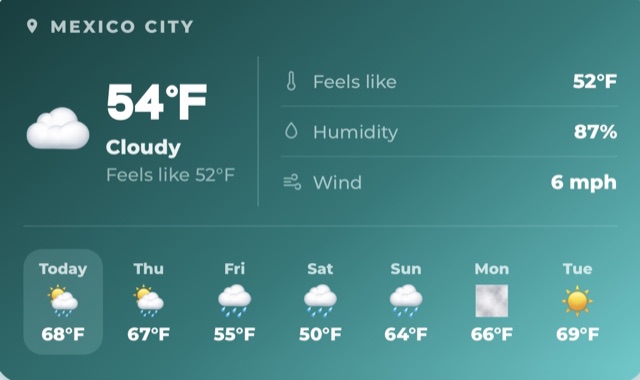 MEXICO CITY
54°F
Cloudy
Feels like 52°F
Feels like 52°F
Humidity 87%
Wind 6 mph
Today Thu Fri Sat Sun Mon Tue
68°F 67°F 55°F 50°F 64°F 66°F 69°F